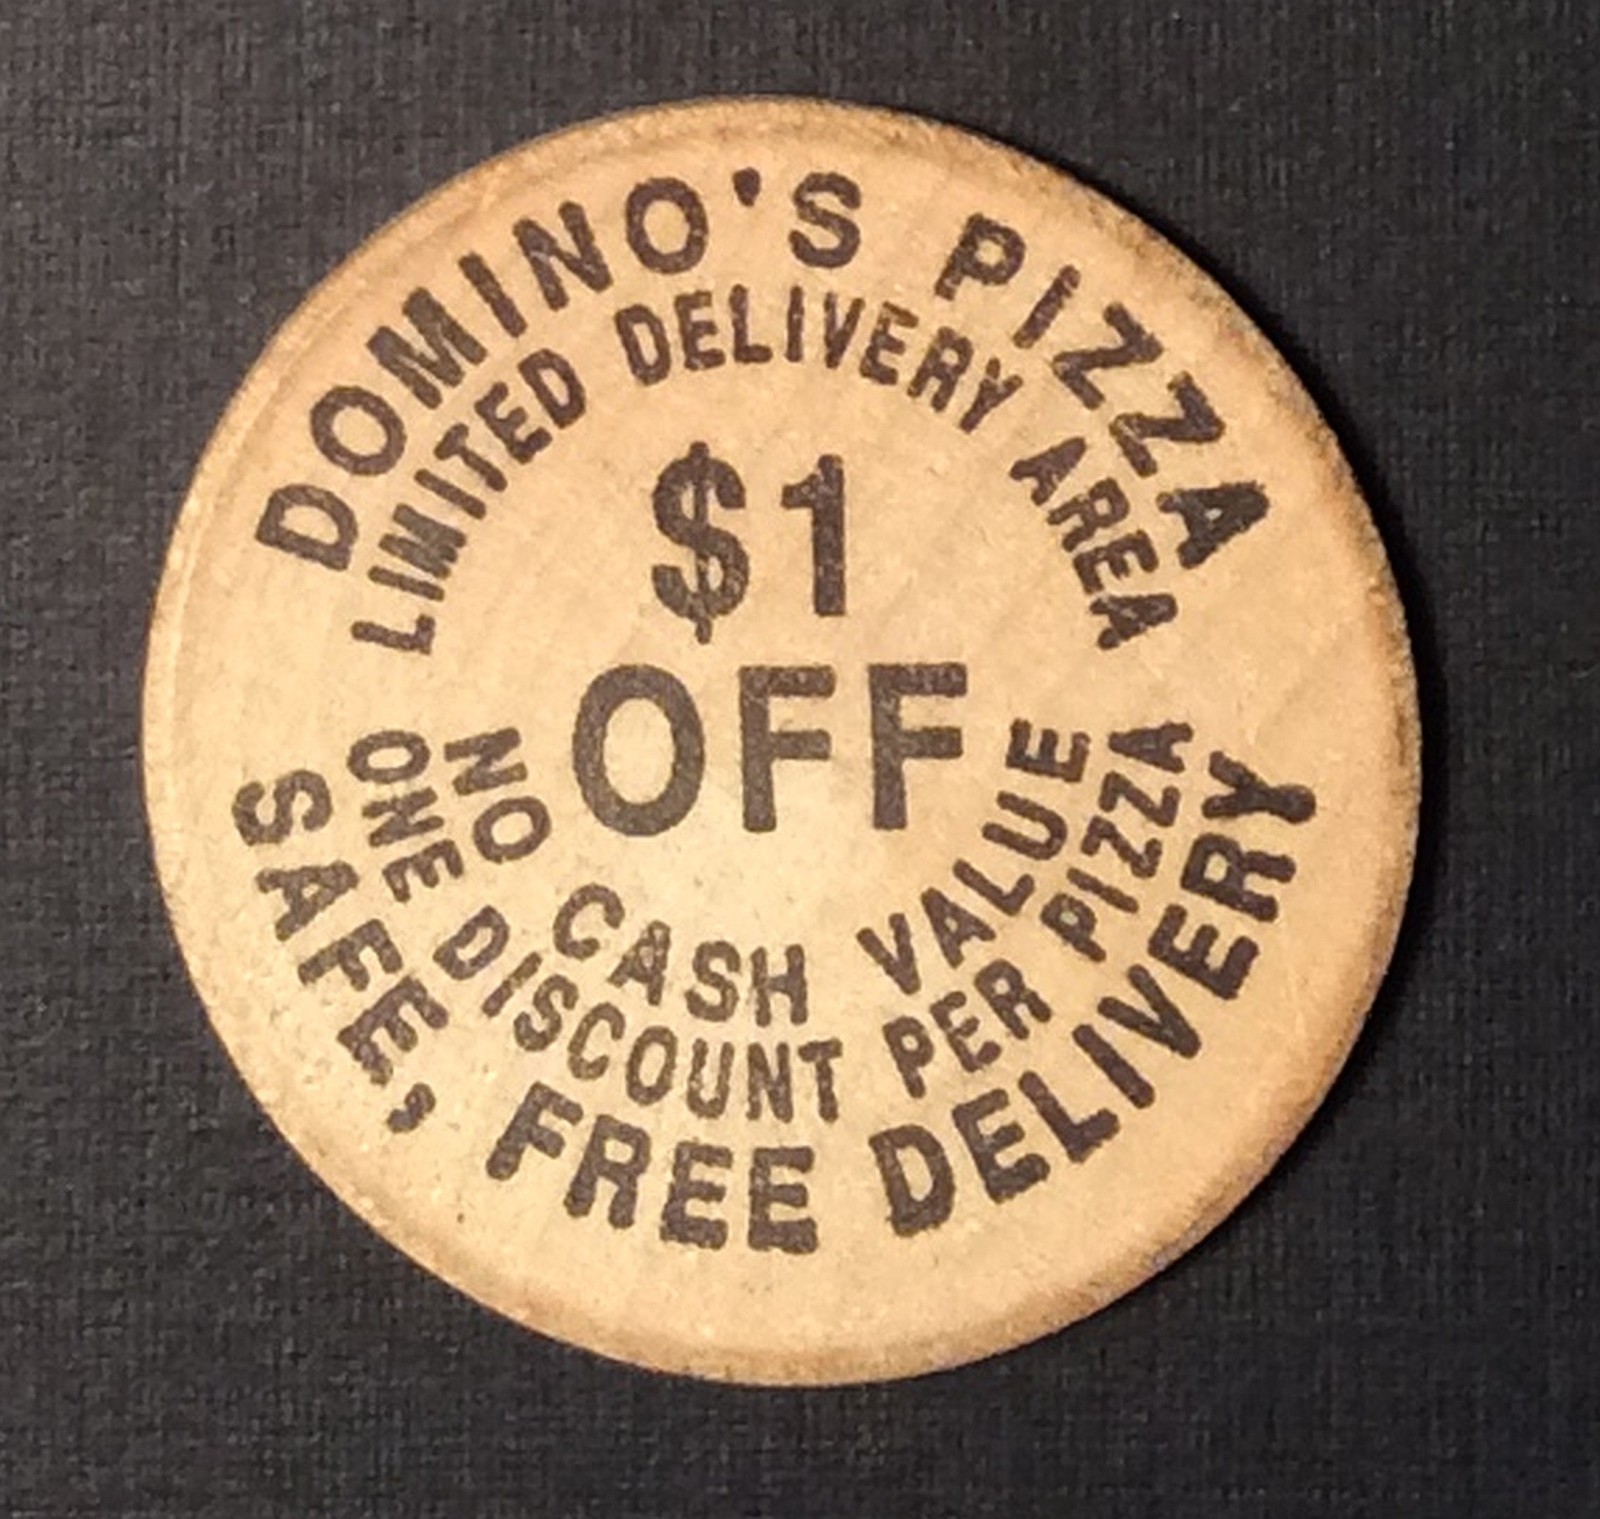 DOMINO'S PIZZA
LIMITED DELIVERY AREA
$1
OFF
NO CASH VALUE
ONE DISCOUNT PER PIZZA
SAFE, FREE DELIVERY